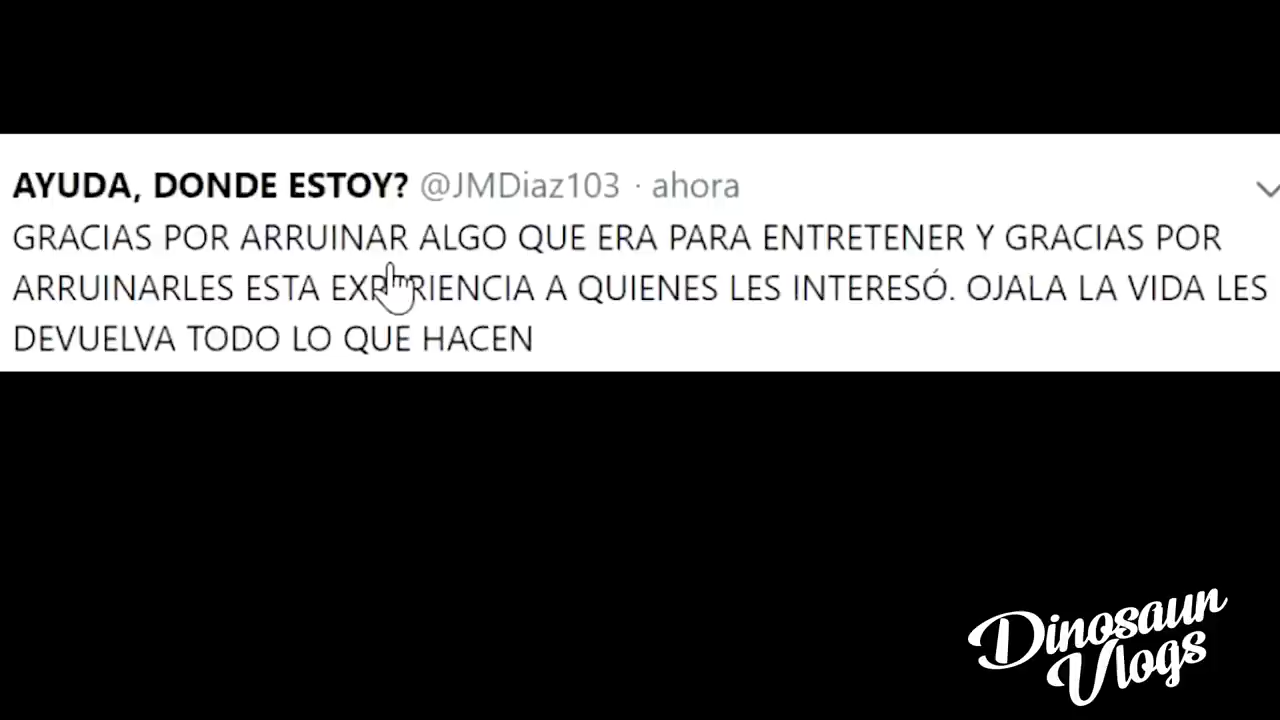 AYUDA, DONDE ESTOY? @JMDiaz103 · ahora
GRACIAS POR ARRUINAR ALGO QUE ERA PARA ENTRETENER Y GRACIAS POR
ARRUINARLES ESTA EXPERIENCIA A QUIENES LES INTERESÓ. OJALA LA VIDA LES
DEVUELVA TODO LO QUE HACEN
Dinosaun
Vlogs